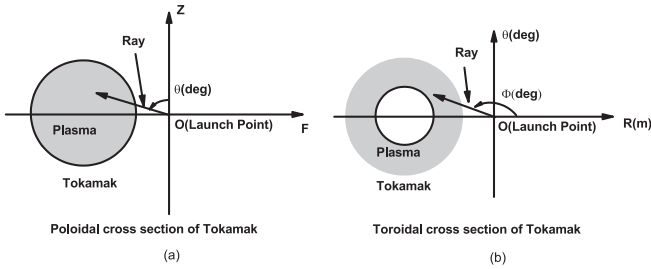 Z
Ray
θ(deg)
O(Launch Point)
F
Plasma
Tokamak
Poloidal cross section of Tokamak
(a)
θ(deg)
Ray
Φ(deg)
O(Launch Point)
R(m)
Plasma
Tokamak
Toroidal cross section of Tokamak
(b)